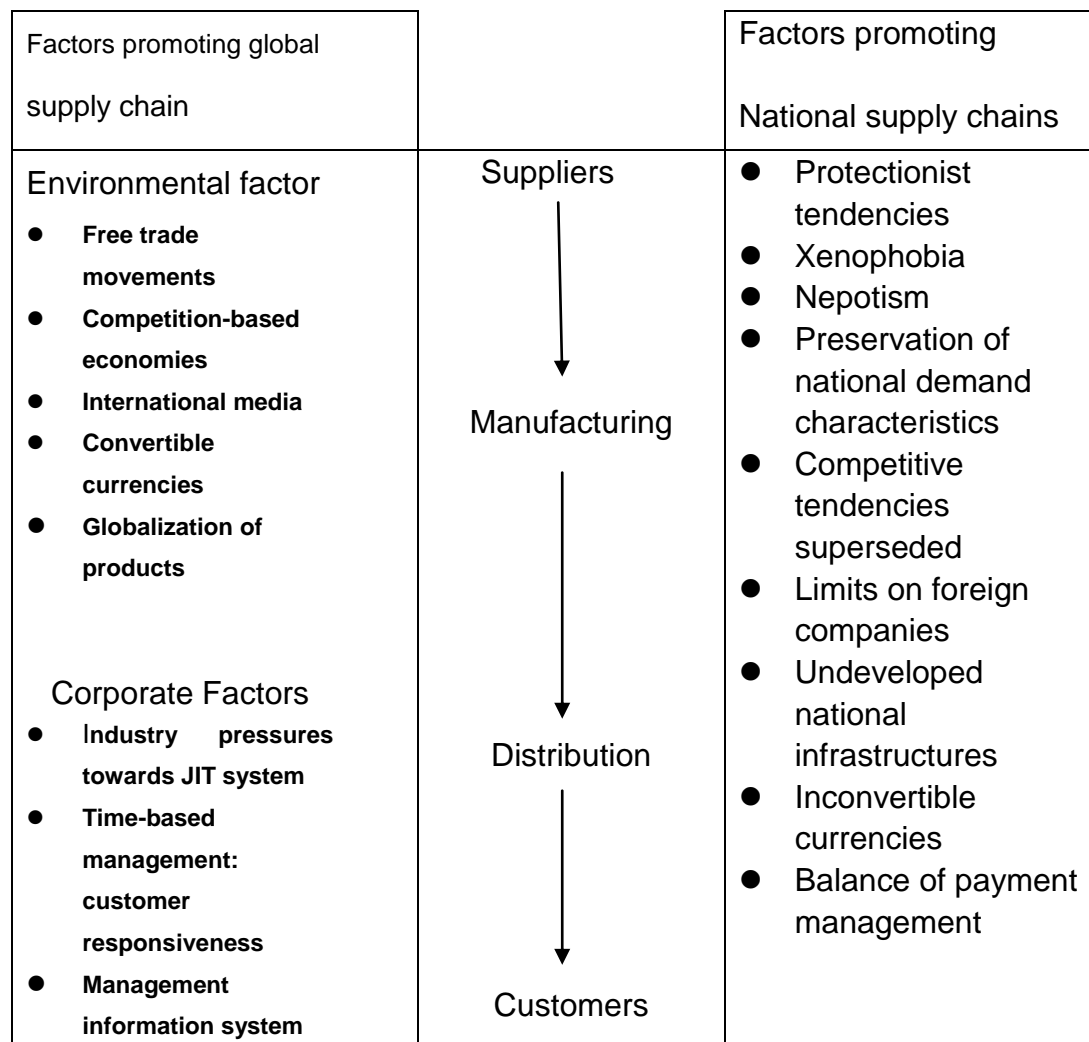 Factors promoting global
supply chain
Environmental factor
● Free trade
movements
● Competition-based
economies
● International media
● Convertible
currencies
● Globalization of
products
Corporate Factors
● Industry pressures
towards JIT system
● Time-based
management:
customer
responsiveness
● Management
information system
Suppliers
Manufacturing
Distribution
Customers
Factors promoting
National supply chains
● Protectionist
tendencies
● Xenophobia
● Nepotism
● Preservation of
national demand
characteristics
● Competitive
tendencies
superseded
● Limits on foreign
companies
● Undeveloped
national
infrastructures
● Inconvertible
currencies
● Balance of payment
management